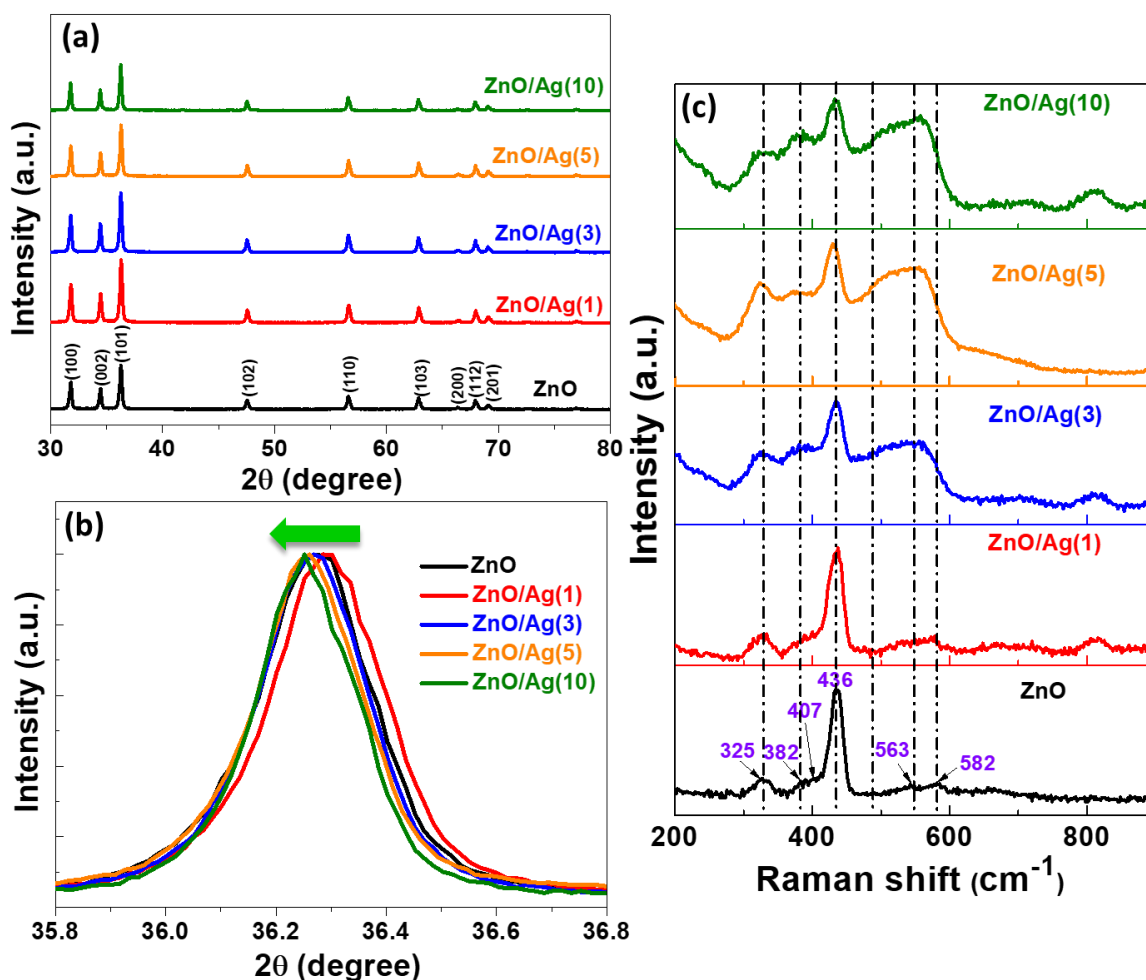 (a)
ZnO/Ag(10)
ZnO/Ag(5)
ZnO/Ag(3)
ZnO/Ag(1)
(100)
(002)
(101)
(102)
(110)
(103)
(200)
(112)
(201)
ZnO
30 40 50 60 70 80
2θ (degree)
Intensity (a.u.)
(b)
ZnO
ZnO/Ag(1)
ZnO/Ag(3)
ZnO/Ag(5)
ZnO/Ag(10)
35.8 36.0 36.2 36.4 36.6 36.8
2θ (degree)
Intensity (a.u.)
(c)
ZnO/Ag(10)
ZnO/Ag(5)
ZnO/Ag(3)
ZnO/Ag(1)
ZnO
436
407
325
382
563
582
200 400 600 800
Raman shift (cm⁻¹)
Intensity (a.u.)